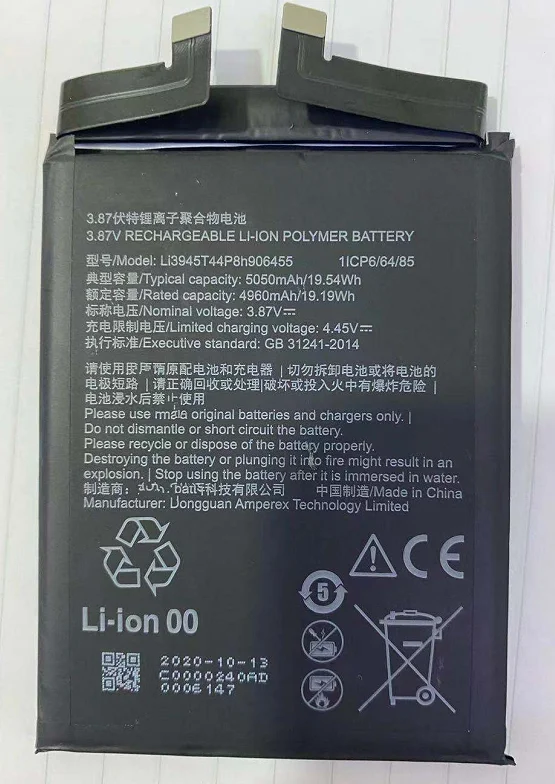 3.87伏特锂离子聚合物电池
3.87V RECHARGEABLE LI-ION POLYMER BATTERY
型号/Model: Li3945T44P8h906455 1ICP6/64/85
典型容量/Typical capacity: 5050mAh/19.54Wh
额定容量/Rated capacity: 4960mAh/19.19Wh
标称电压/Nominal voltage: 3.87V⎓
充电限制电压/Limited charging voltage: 4.45V⎓
执行标准/Executive standard: GB 31241-2014
请使用原配电池和充电器 | 切勿拆卸电池或将电池的
电极短路 | 请正确回收或处理|破坏或投入火中有爆炸危险 |
电池浸水后禁止使用
Please use original batteries and chargers only. |
Do not dismantle or short circuit the battery.
Please recycle or dispose of the battery properly.
Destroying the battery or plunging it into fire might result in an
explosion. | Stop using the battery after it is immersed in water.
制造商: 科技有限公司 中国制造/Made in China
Manufacturer: Dongguan Amperex Technology Limited
CE
5
Li-ion 00
2020-10-13
C0000240AD
0006147